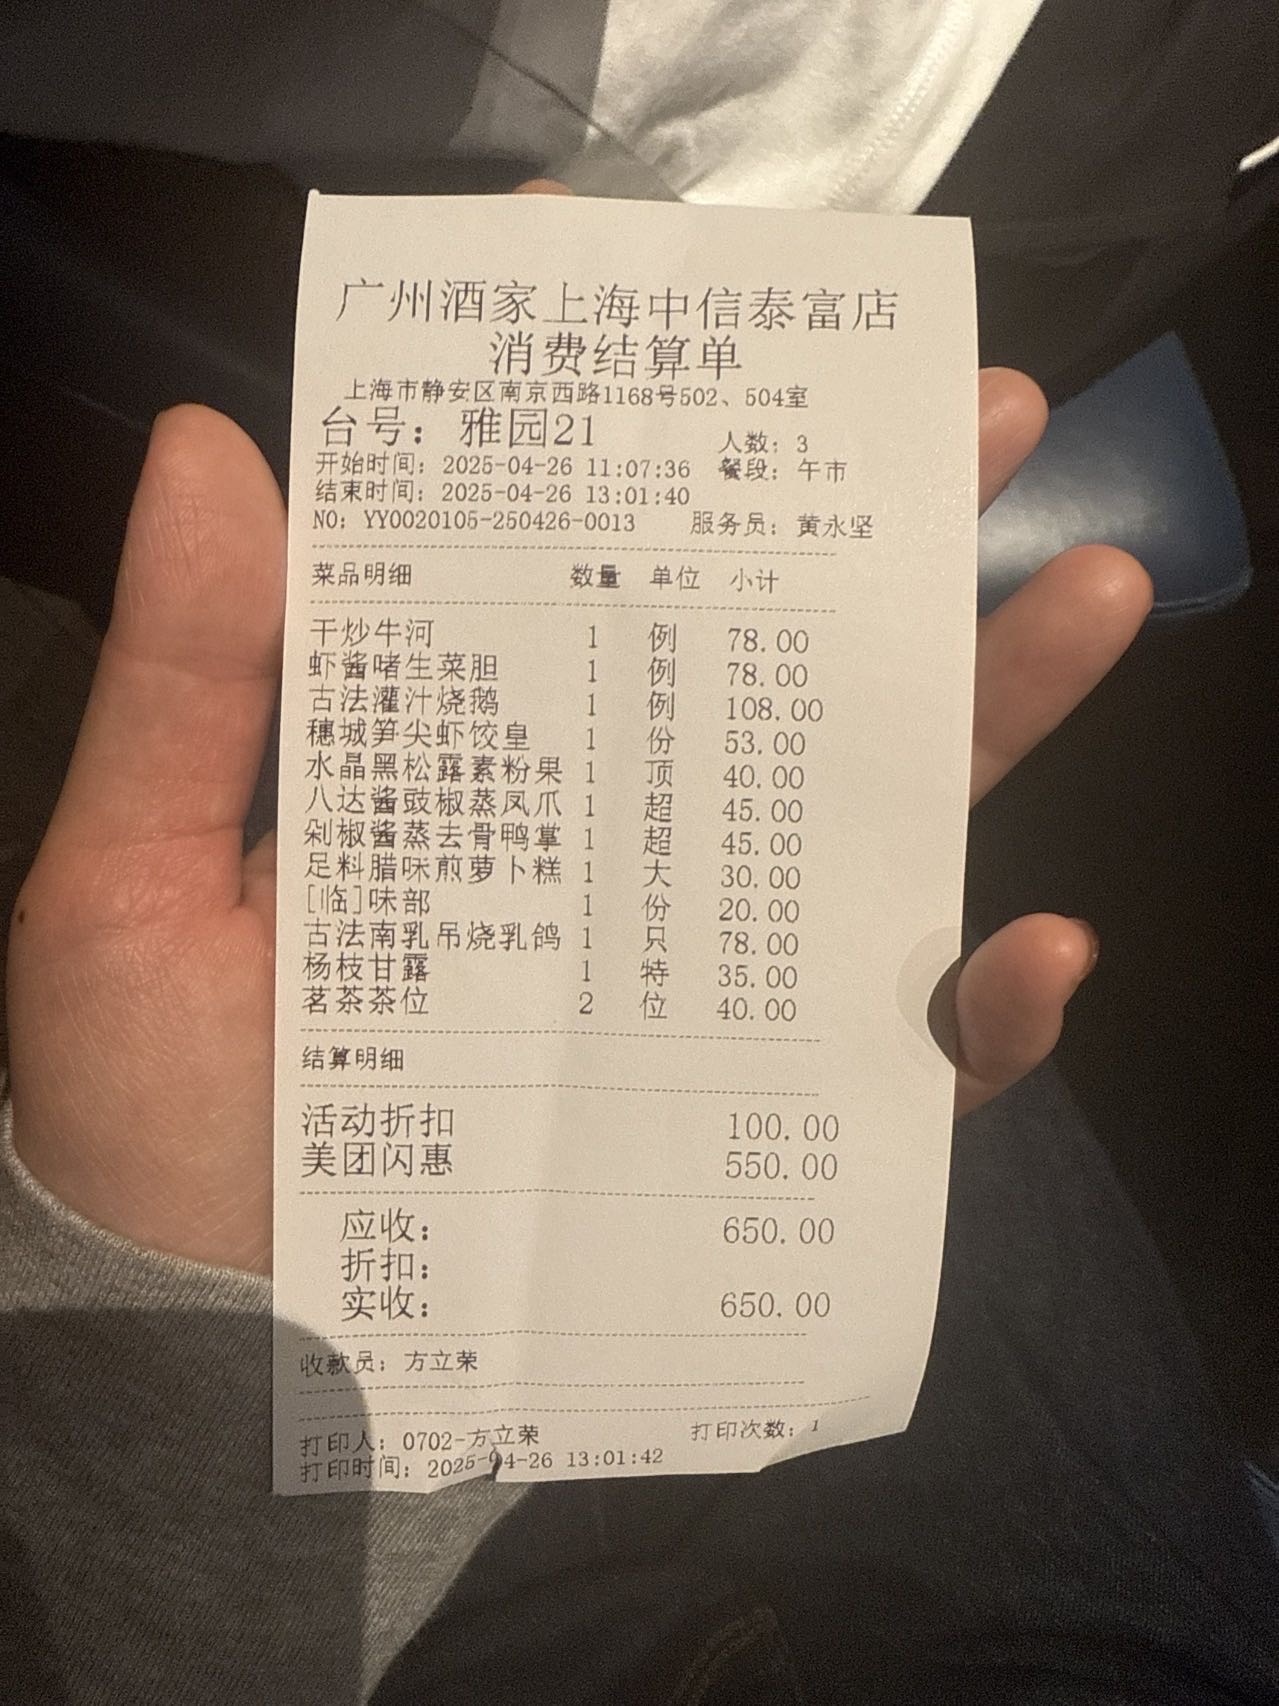 广州酒家上海中信泰富店
消费结算单
上海市静安区南京西路1168号502、504室
台号：雅园21 人数：3
开始时间：2025-04-26 11:07:36 餐段：午市
结束时间：2025-04-26 13:01:40
NO：YY0020105-250426-0013 服务员：黄永坚
菜品明细 数量 单位 小计
干炒牛河 1 例 78.00
虾酱啫生菜胆 1 例 78.00
古法灌汁烧鹅 1 例 108.00
穗城笋尖虾饺皇 1 份 53.00
水晶黑松露素粉果 1 顶 40.00
八达酱豉椒蒸凤爪 1 超 45.00
剁椒酱蒸去骨鸭掌 1 超 45.00
足料腊味煎萝卜糕 1 大 30.00
[临]味部 1 份 20.00
古法南乳吊烧乳鸽 1 只 78.00
杨枝甘露 1 特 35.00
茗茶茶位 2 位 40.00
结算明细
活动折扣 100.00
美团闪惠 550.00
应收： 650.00
折扣：
实收： 650.00
收款员：方立荣
打印人：0702-方立荣 打印次数：1
打印时间：2025-04-26 13:01:42